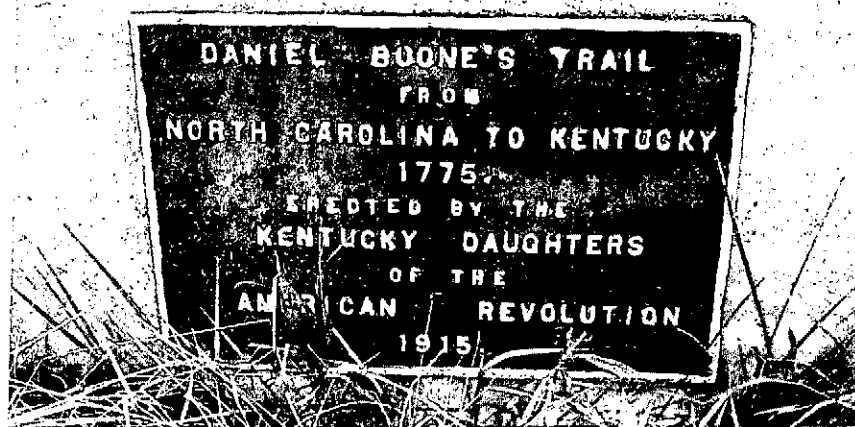 DANIEL BOONE'S TRAIL
FROM
NORTH CAROLINA TO KENTUCKY
1775.
ERECTED BY THE
KENTUCKY DAUGHTERS
OF THE
AMERICAN REVOLUTION
1915